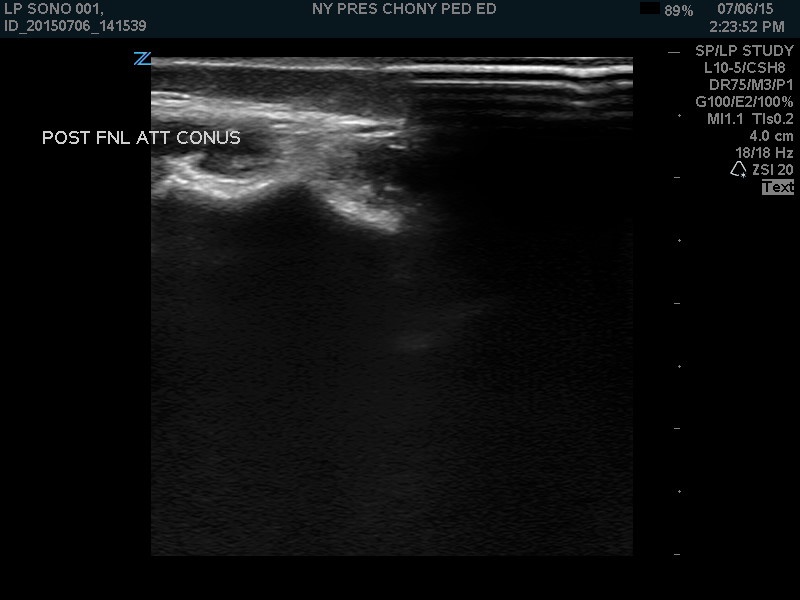 LP SONO 001,
ID_20150706_141539
NY PRES CHONY PED ED
89%
07/06/15
2:23:52 PM
SP/LP STUDY
L10-5/CSH8
DR75/M3/P1
G100/E2/100%
MI1.1 TIs0.2
4.0 cm
18/18 Hz
ZSI 20
Text
POST FNL ATT CONUS